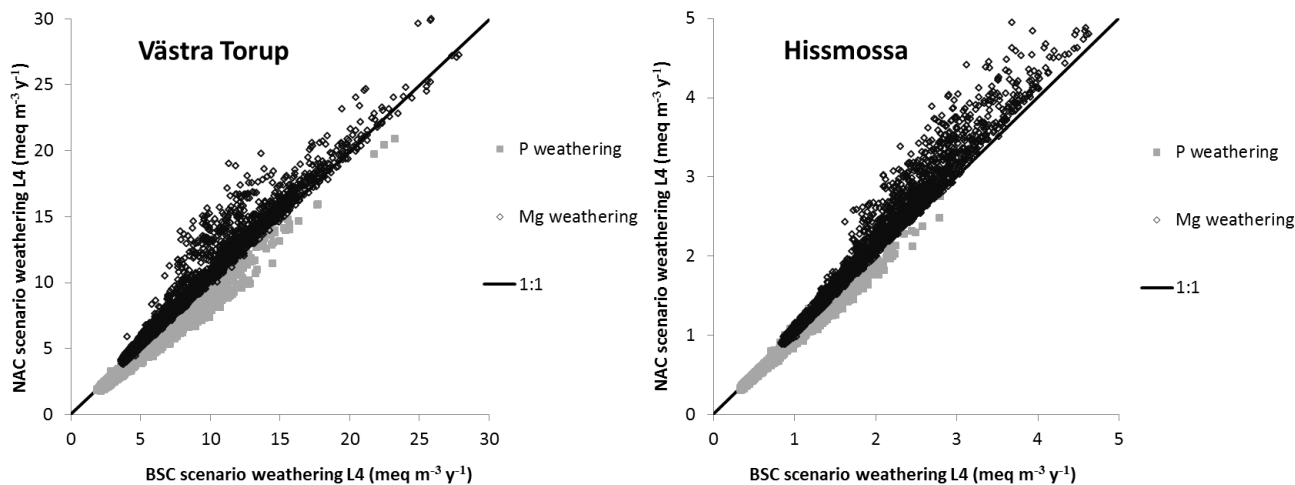 Västra Torup
NAC scenario weathering L4 (meq m⁻³ y⁻¹)
30
25
20
15
10
5
0
0 5 10 15 20 25 30
BSC scenario weathering L4 (meq m⁻³ y⁻¹)
P weathering
Mg weathering
1:1
Hissmossa
NAC scenario weathering L4 (meq m⁻³ y⁻¹)
5
4
3
2
1
0
0 1 2 3 4 5
BSC scenario weathering L4 (meq m⁻³ y⁻¹)
P weathering
Mg weathering
1:1